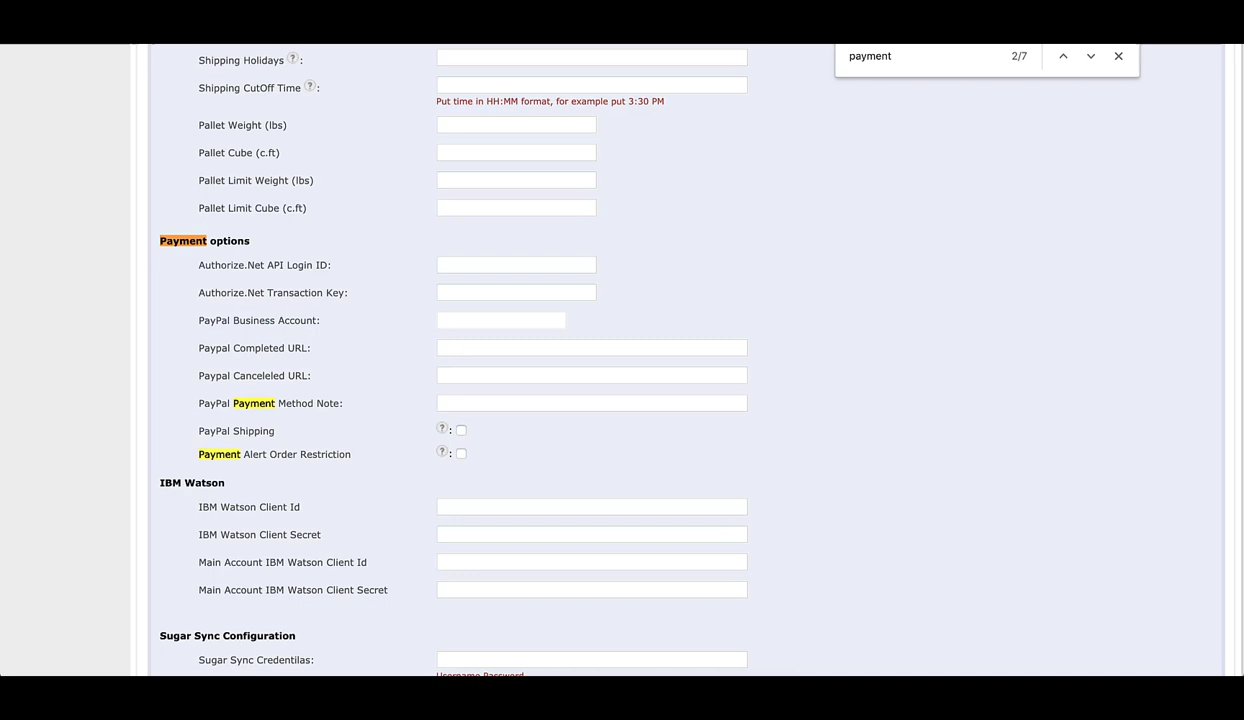 payment 2/7
Shipping Holidays ? :
Shipping CutOff Time ? :
Put time in HH:MM format, for example put 3:30 PM
Pallet Weight (lbs)
Pallet Cube (c.ft)
Pallet Limit Weight (lbs)
Pallet Limit Cube (c.ft)
Payment options
Authorize.Net API Login ID:
Authorize.Net Transaction Key:
PayPal Business Account:
Paypal Completed URL:
Paypal Canceleled URL:
PayPal Payment Method Note:
PayPal Shipping ? :
Payment Alert Order Restriction ? :
IBM Watson
IBM Watson Client Id
IBM Watson Client Secret
Main Account IBM Watson Client Id
Main Account IBM Watson Client Secret
Sugar Sync Configuration
Sugar Sync Credentilas:
Username Password